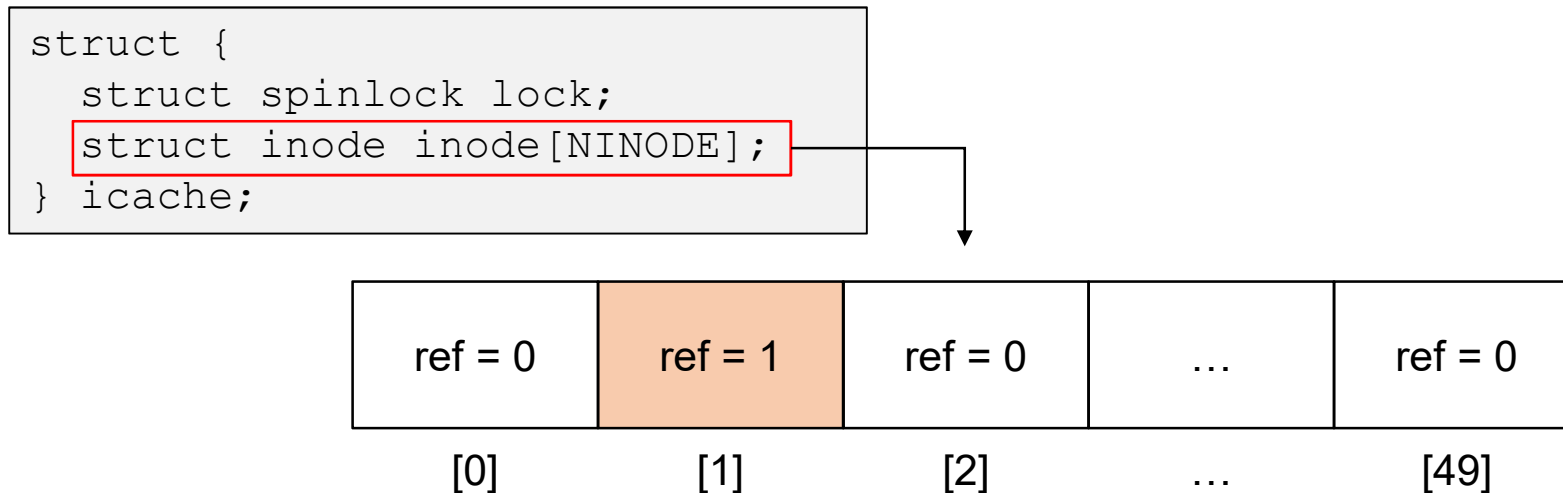 struct {
  struct spinlock lock;
  struct inode inode[NINODE];
} icache;
ref = 0 ref = 1 ref = 0 … ref = 0
[0] [1] [2] … [49]